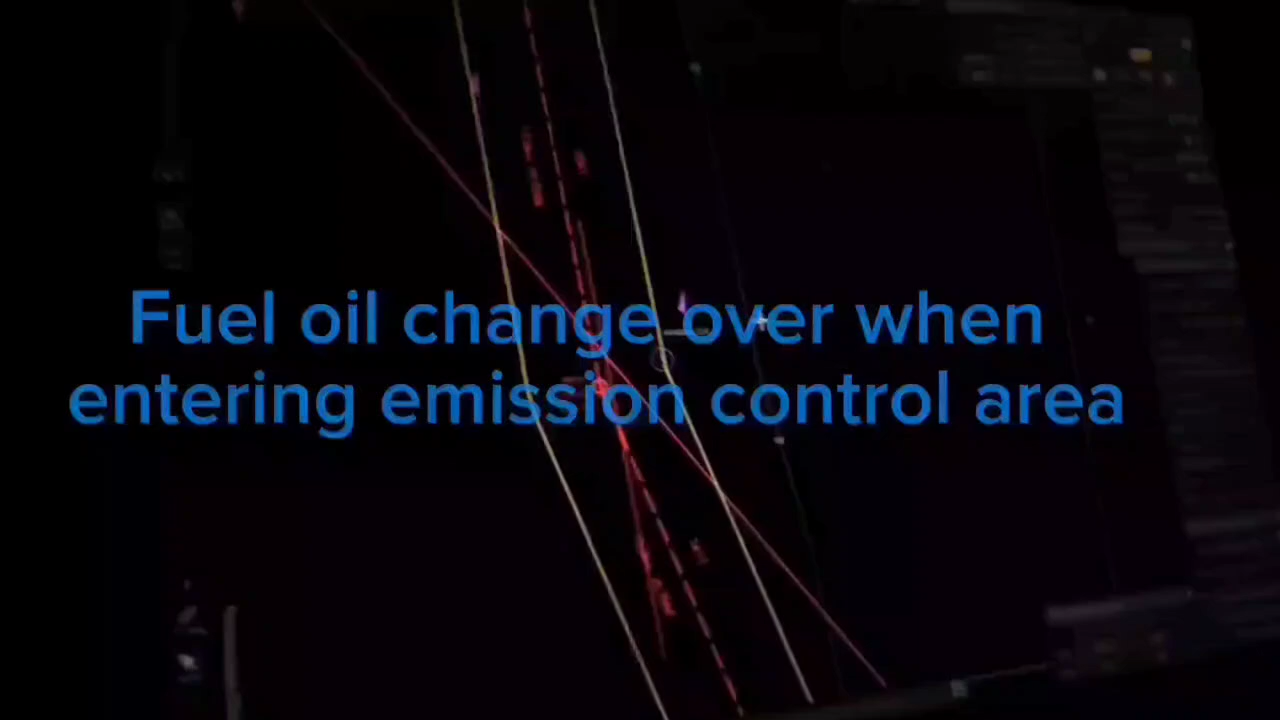 Fuel oil change over when
entering emission control area